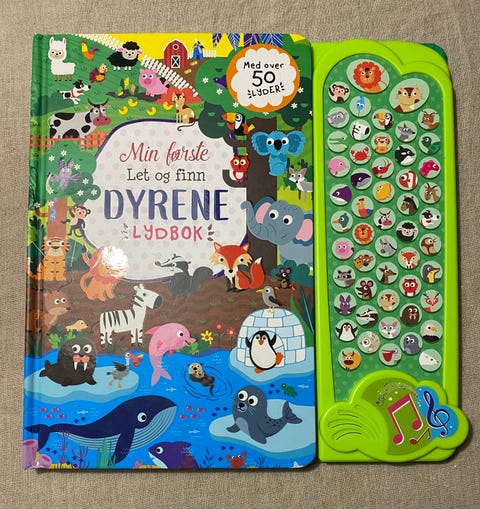 Med over
50
LYDER
Min første
Let og finn
DYRENE
LYDBOK